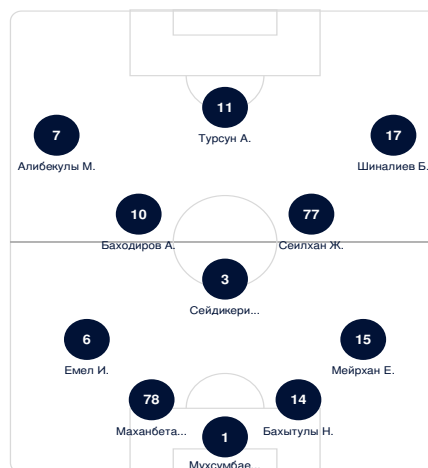 11
Турсун А.
7
Алибекулы М.
17
Шиналиев Б.
10
Баходиров А.
77
Сеилхан Ж.
3
Сейдикери...
6
Емел И.
15
Мейрхан Е.
78
Маханбета...
14
Бахытулы Н.
1
Мухсумбае...